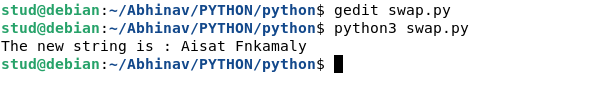 stud@debian:~/Abhinav/PYTHON/python$ gedit swap.py
stud@debian:~/Abhinav/PYTHON/python$ python3 swap.py
The new string is : Aisat Fnkamaly
stud@debian:~/Abhinav/PYTHON/python$